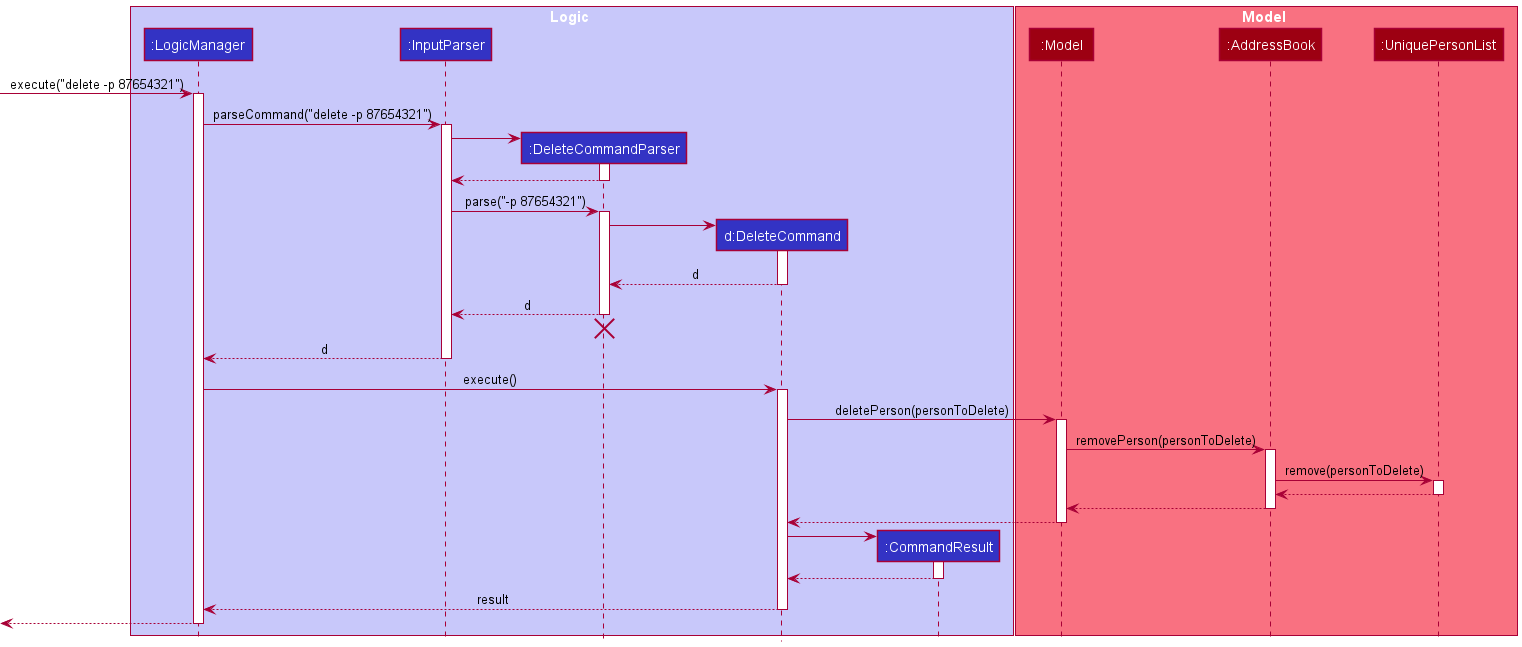 Logic
Model
:LogicManager
:InputParser
:Model
:AddressBook
:UniquePersonList
execute("delete -p 87654321")
parseCommand("delete -p 87654321")
:DeleteCommandParser
parse("-p 87654321")
d:DeleteCommand
d
d
d
execute()
deletePerson(personToDelete)
removePerson(personToDelete)
remove(personToDelete)
:CommandResult
result